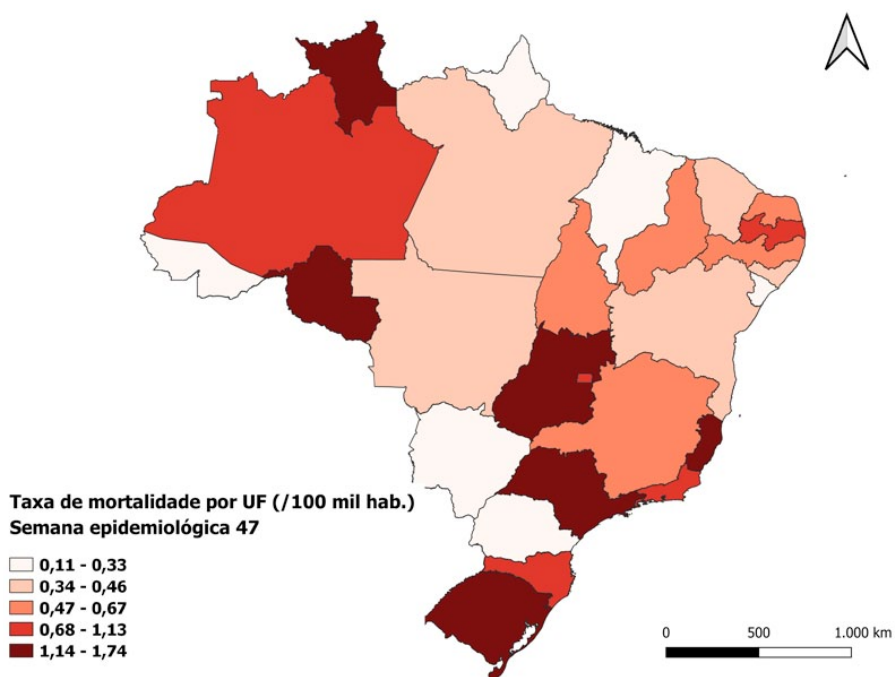 Taxa de mortalidade por UF (/100 mil hab.)
Semana epidemiológica 47
0,11 - 0,33
0,34 - 0,46
0,47 - 0,67
0,68 - 1,13
1,14 - 1,74
0 500 1.000 km